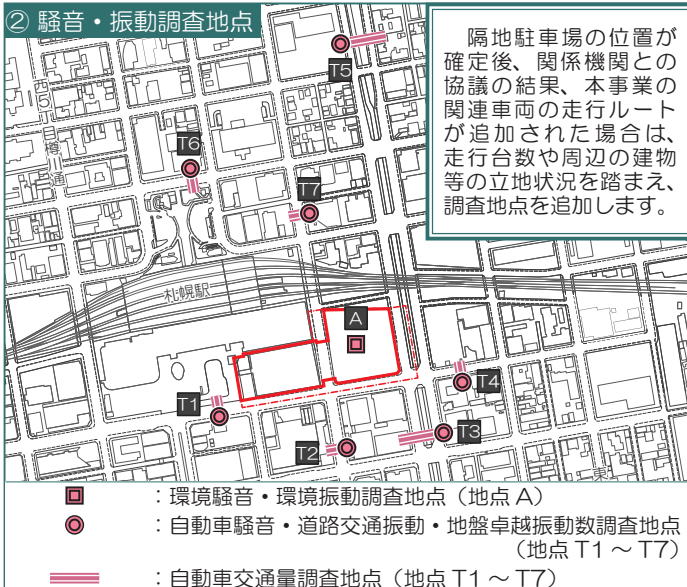 ② 騒音・振動調査地点
隔地駐車場の位置が
確定後、関係機関との
協議の結果、本事業の
関連車両の走行ルート
が追加された場合は、
走行台数や周辺の建物
等の立地状況を踏まえ、
調査地点を追加します。
T5
T6
T7
札幌駅
A
T1
T4
T3
T2
東
：環境騒音・環境振動調査地点（地点 A）
：自動車騒音・道路交通振動・地盤卓越振動数調査地点
（地点 T1 ～ T7）
：自動車交通量調査地点（地点 T1 ～ T7）